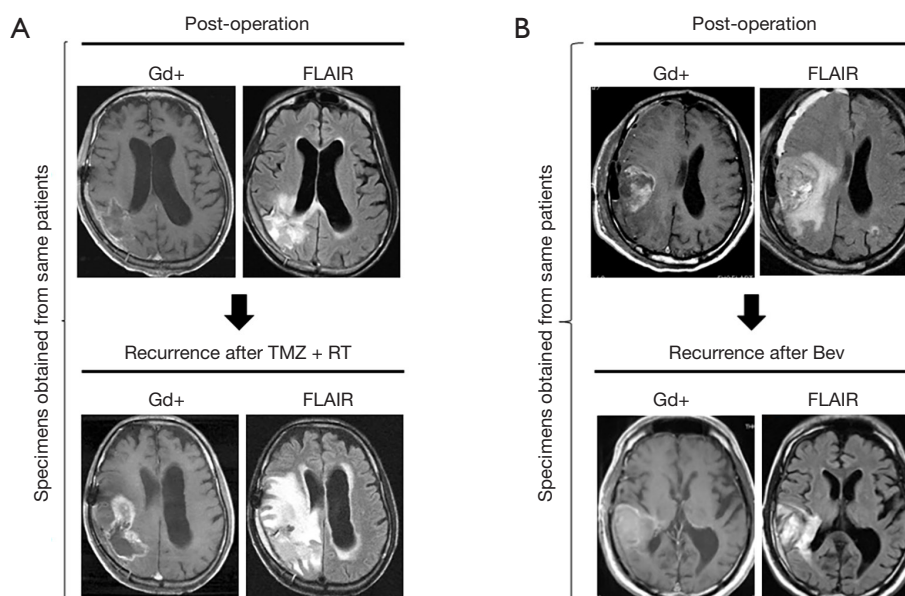 A
Post-operation
Gd+
FLAIR
Specimens obtained from same patients
Recurrence after TMZ + RT
Gd+
FLAIR
B
Post-operation
Gd+
FLAIR
Specimens obtained from same patients
Recurrence after Bev
Gd+
FLAIR